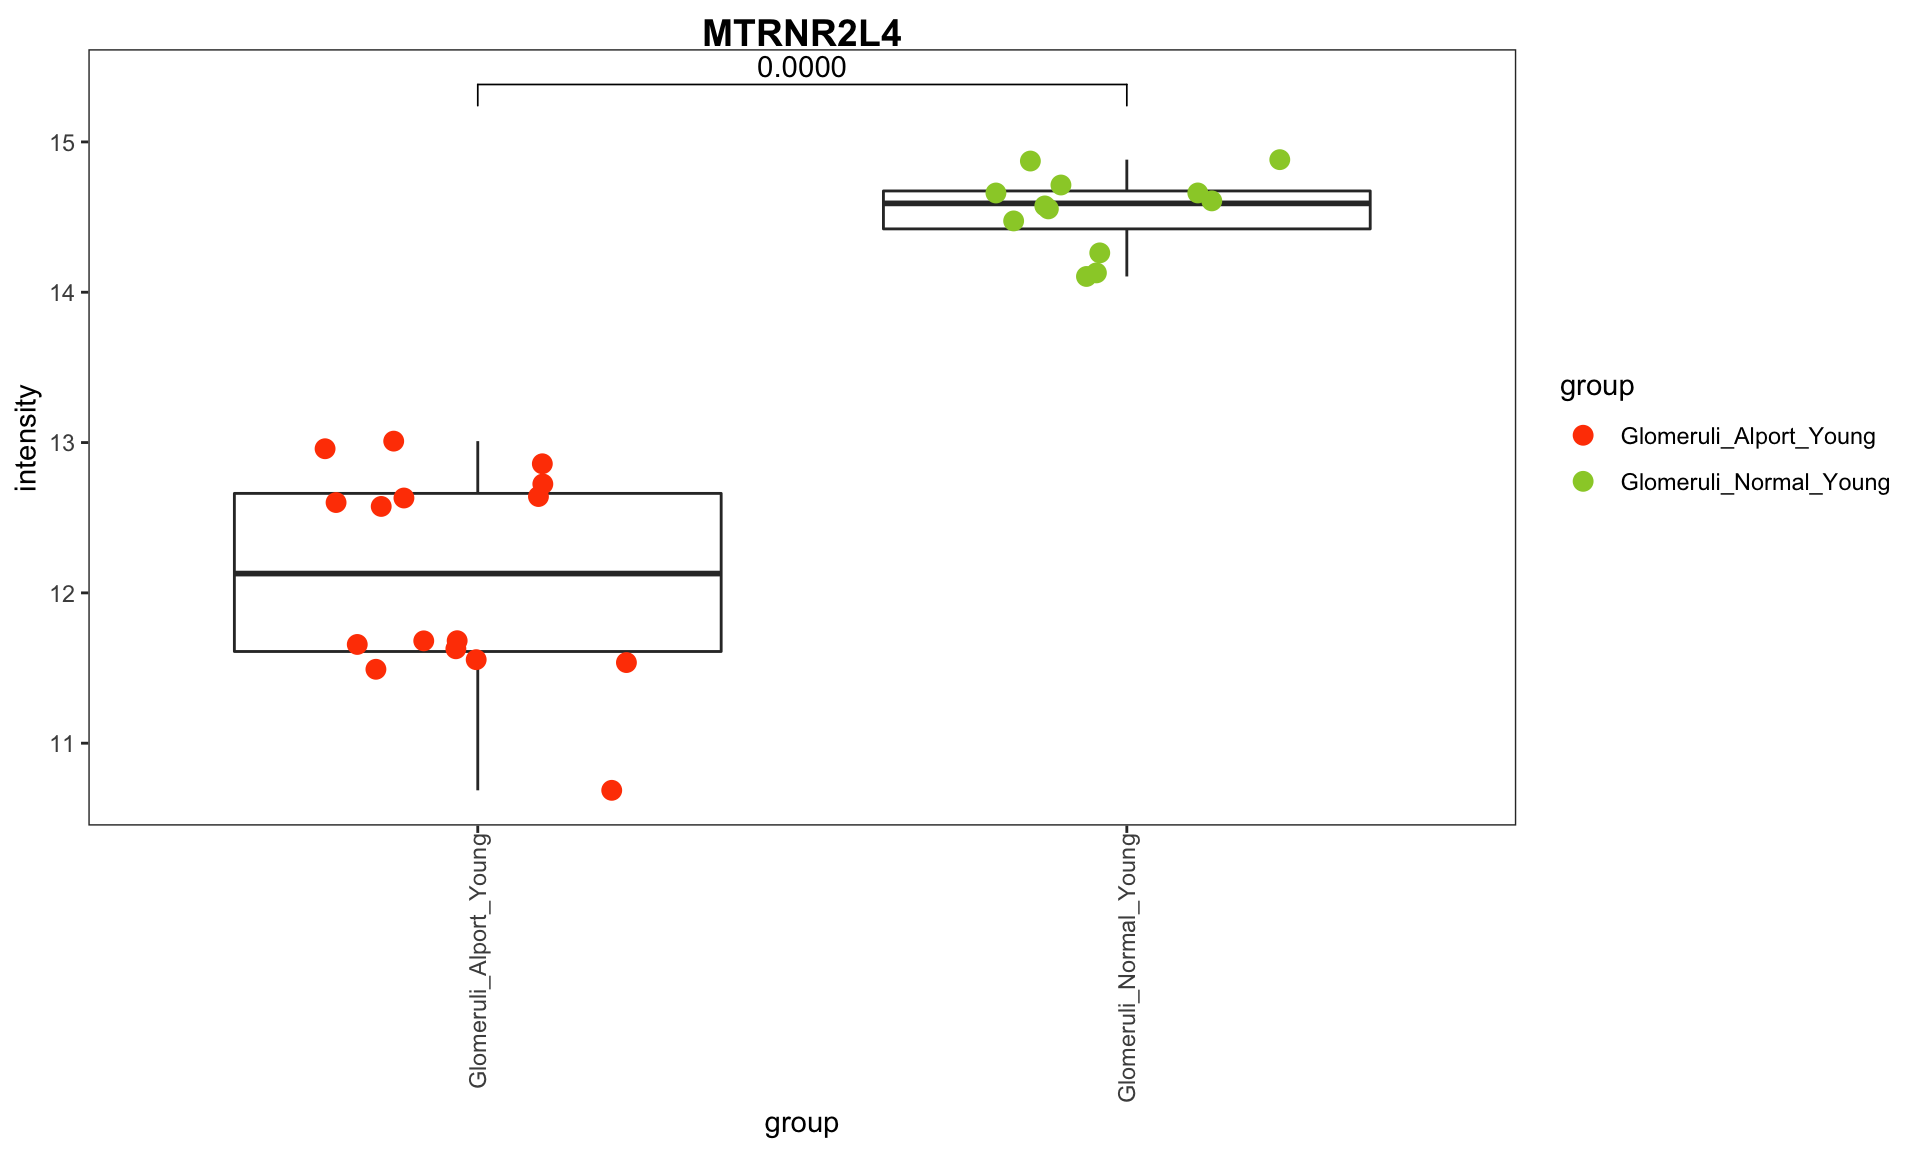 MTRNR2L4
0.0000
15
14
13
12
11
intensity
Glomeruli_Alport_Young
Glomeruli_Normal_Young
group
group
Glomeruli_Alport_Young
Glomeruli_Normal_Young